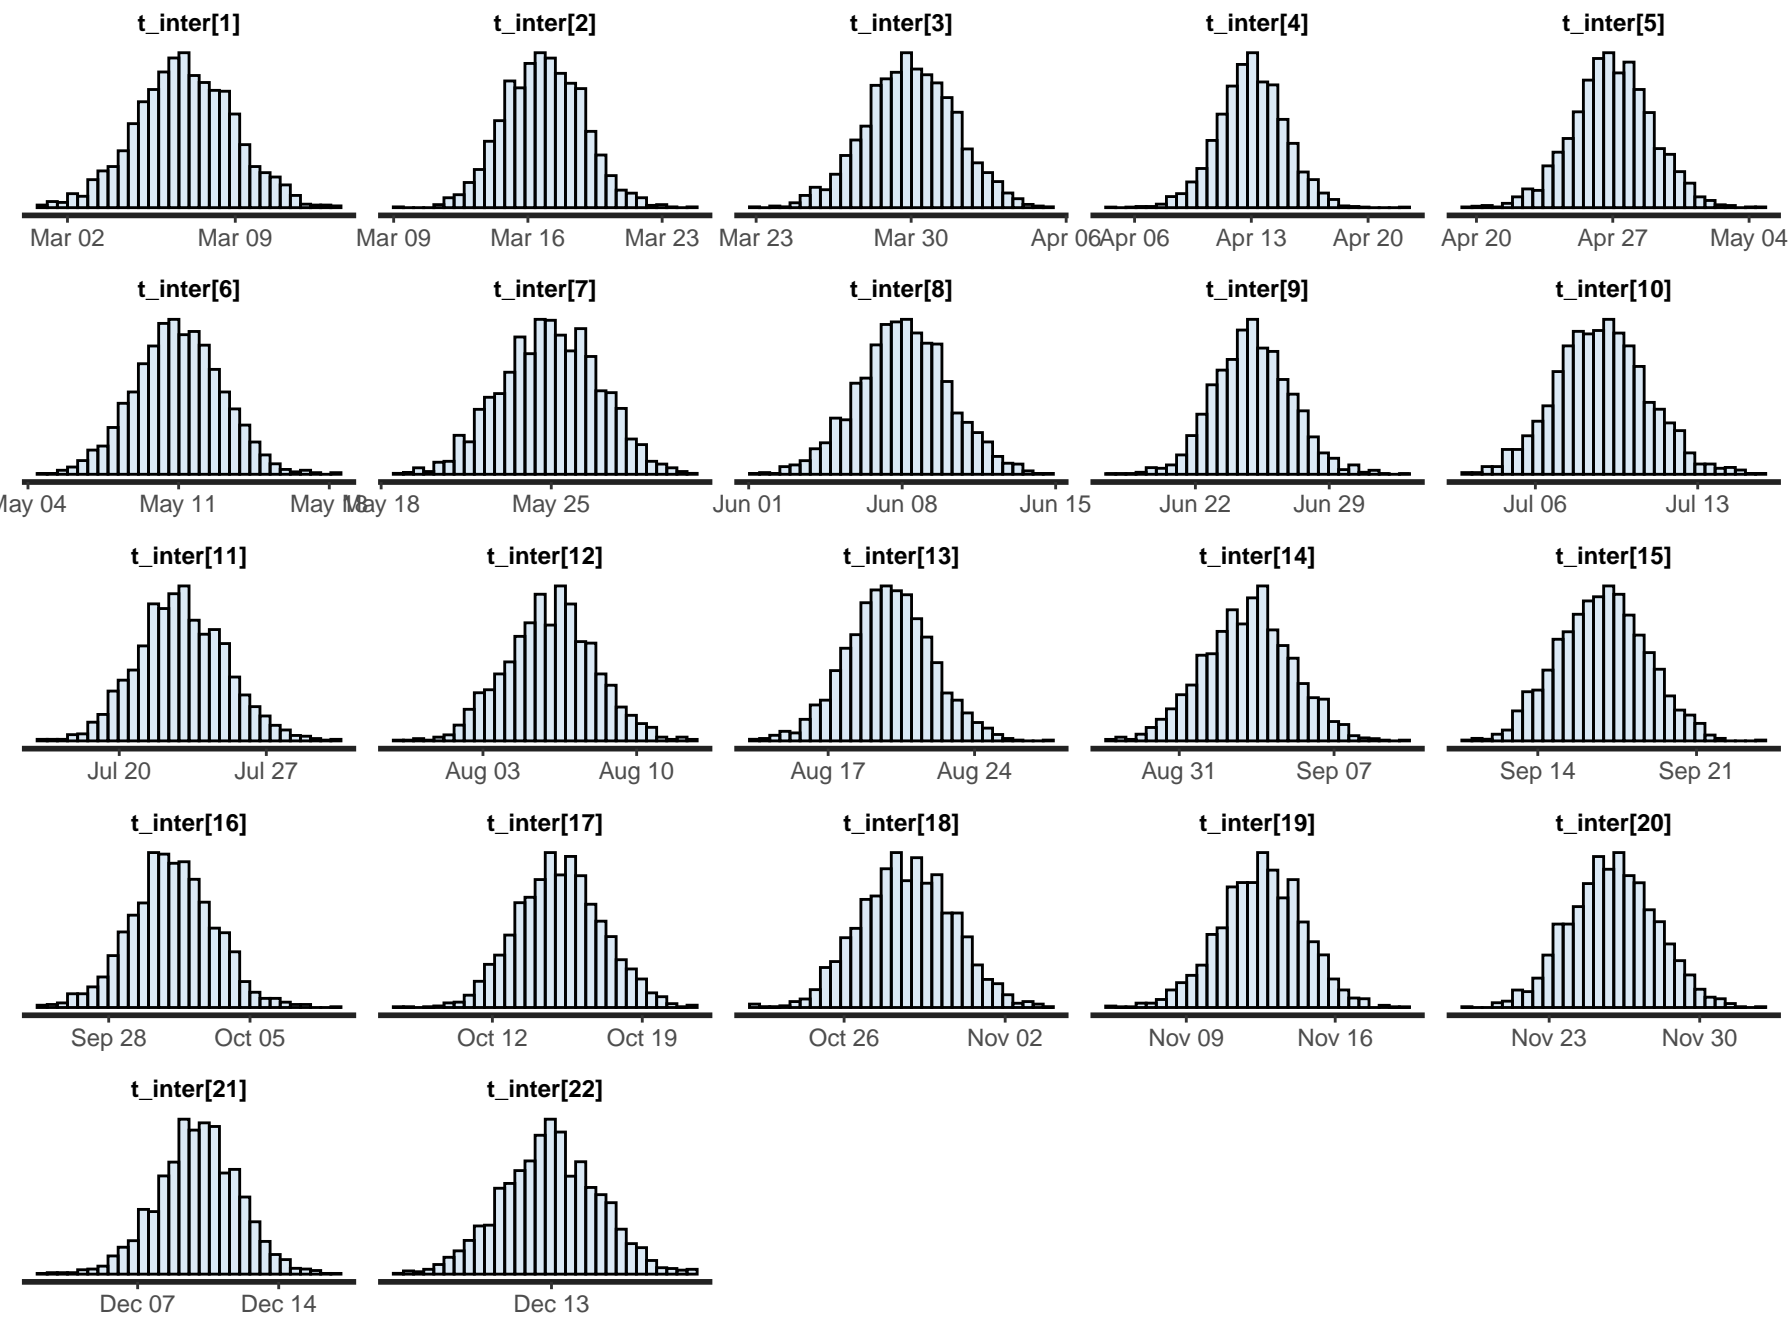 t_inter[1] t_inter[2] t_inter[3] t_inter[4] t_inter[5]
Mar 02 Mar 09 Mar 09 Mar 16 Mar 23 Mar 23 Mar 30 Apr 06 Apr 06 Apr 13 Apr 20 Apr 20 Apr 27 May 04
t_inter[6] t_inter[7] t_inter[8] t_inter[9] t_inter[10]
May 04 May 11 May 18 May 18 May 25 Jun 01 Jun 08 Jun 15 Jun 22 Jun 29 Jul 06 Jul 13
t_inter[11] t_inter[12] t_inter[13] t_inter[14] t_inter[15]
Jul 20 Jul 27 Aug 03 Aug 10 Aug 17 Aug 24 Aug 31 Sep 07 Sep 14 Sep 21
t_inter[16] t_inter[17] t_inter[18] t_inter[19] t_inter[20]
Sep 28 Oct 05 Oct 12 Oct 19 Oct 26 Nov 02 Nov 09 Nov 16 Nov 23 Nov 30
t_inter[21] t_inter[22]
Dec 07 Dec 14 Dec 13